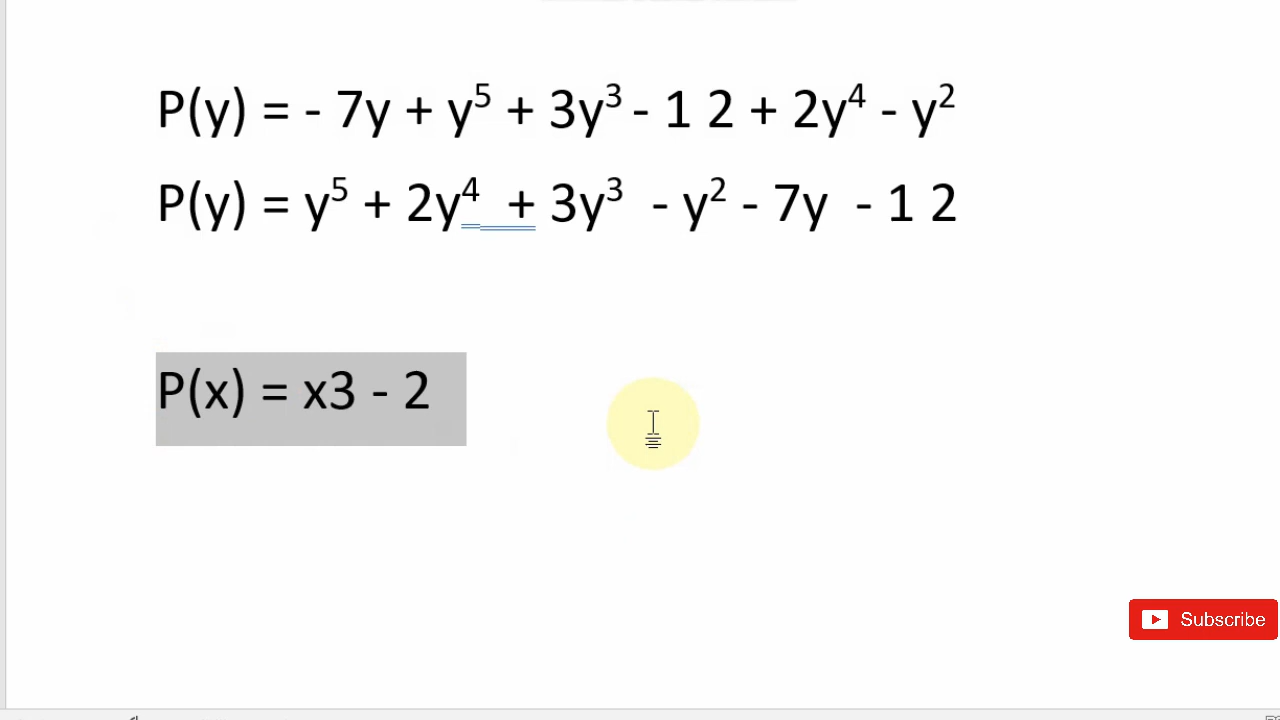 P(y) = - 7y + y⁵ + 3y³ - 1 2 + 2y⁴ - y²
P(y) = y⁵ + 2y⁴ + 3y³ - y² - 7y - 1 2
P(x) = x3 - 2
Subscribe